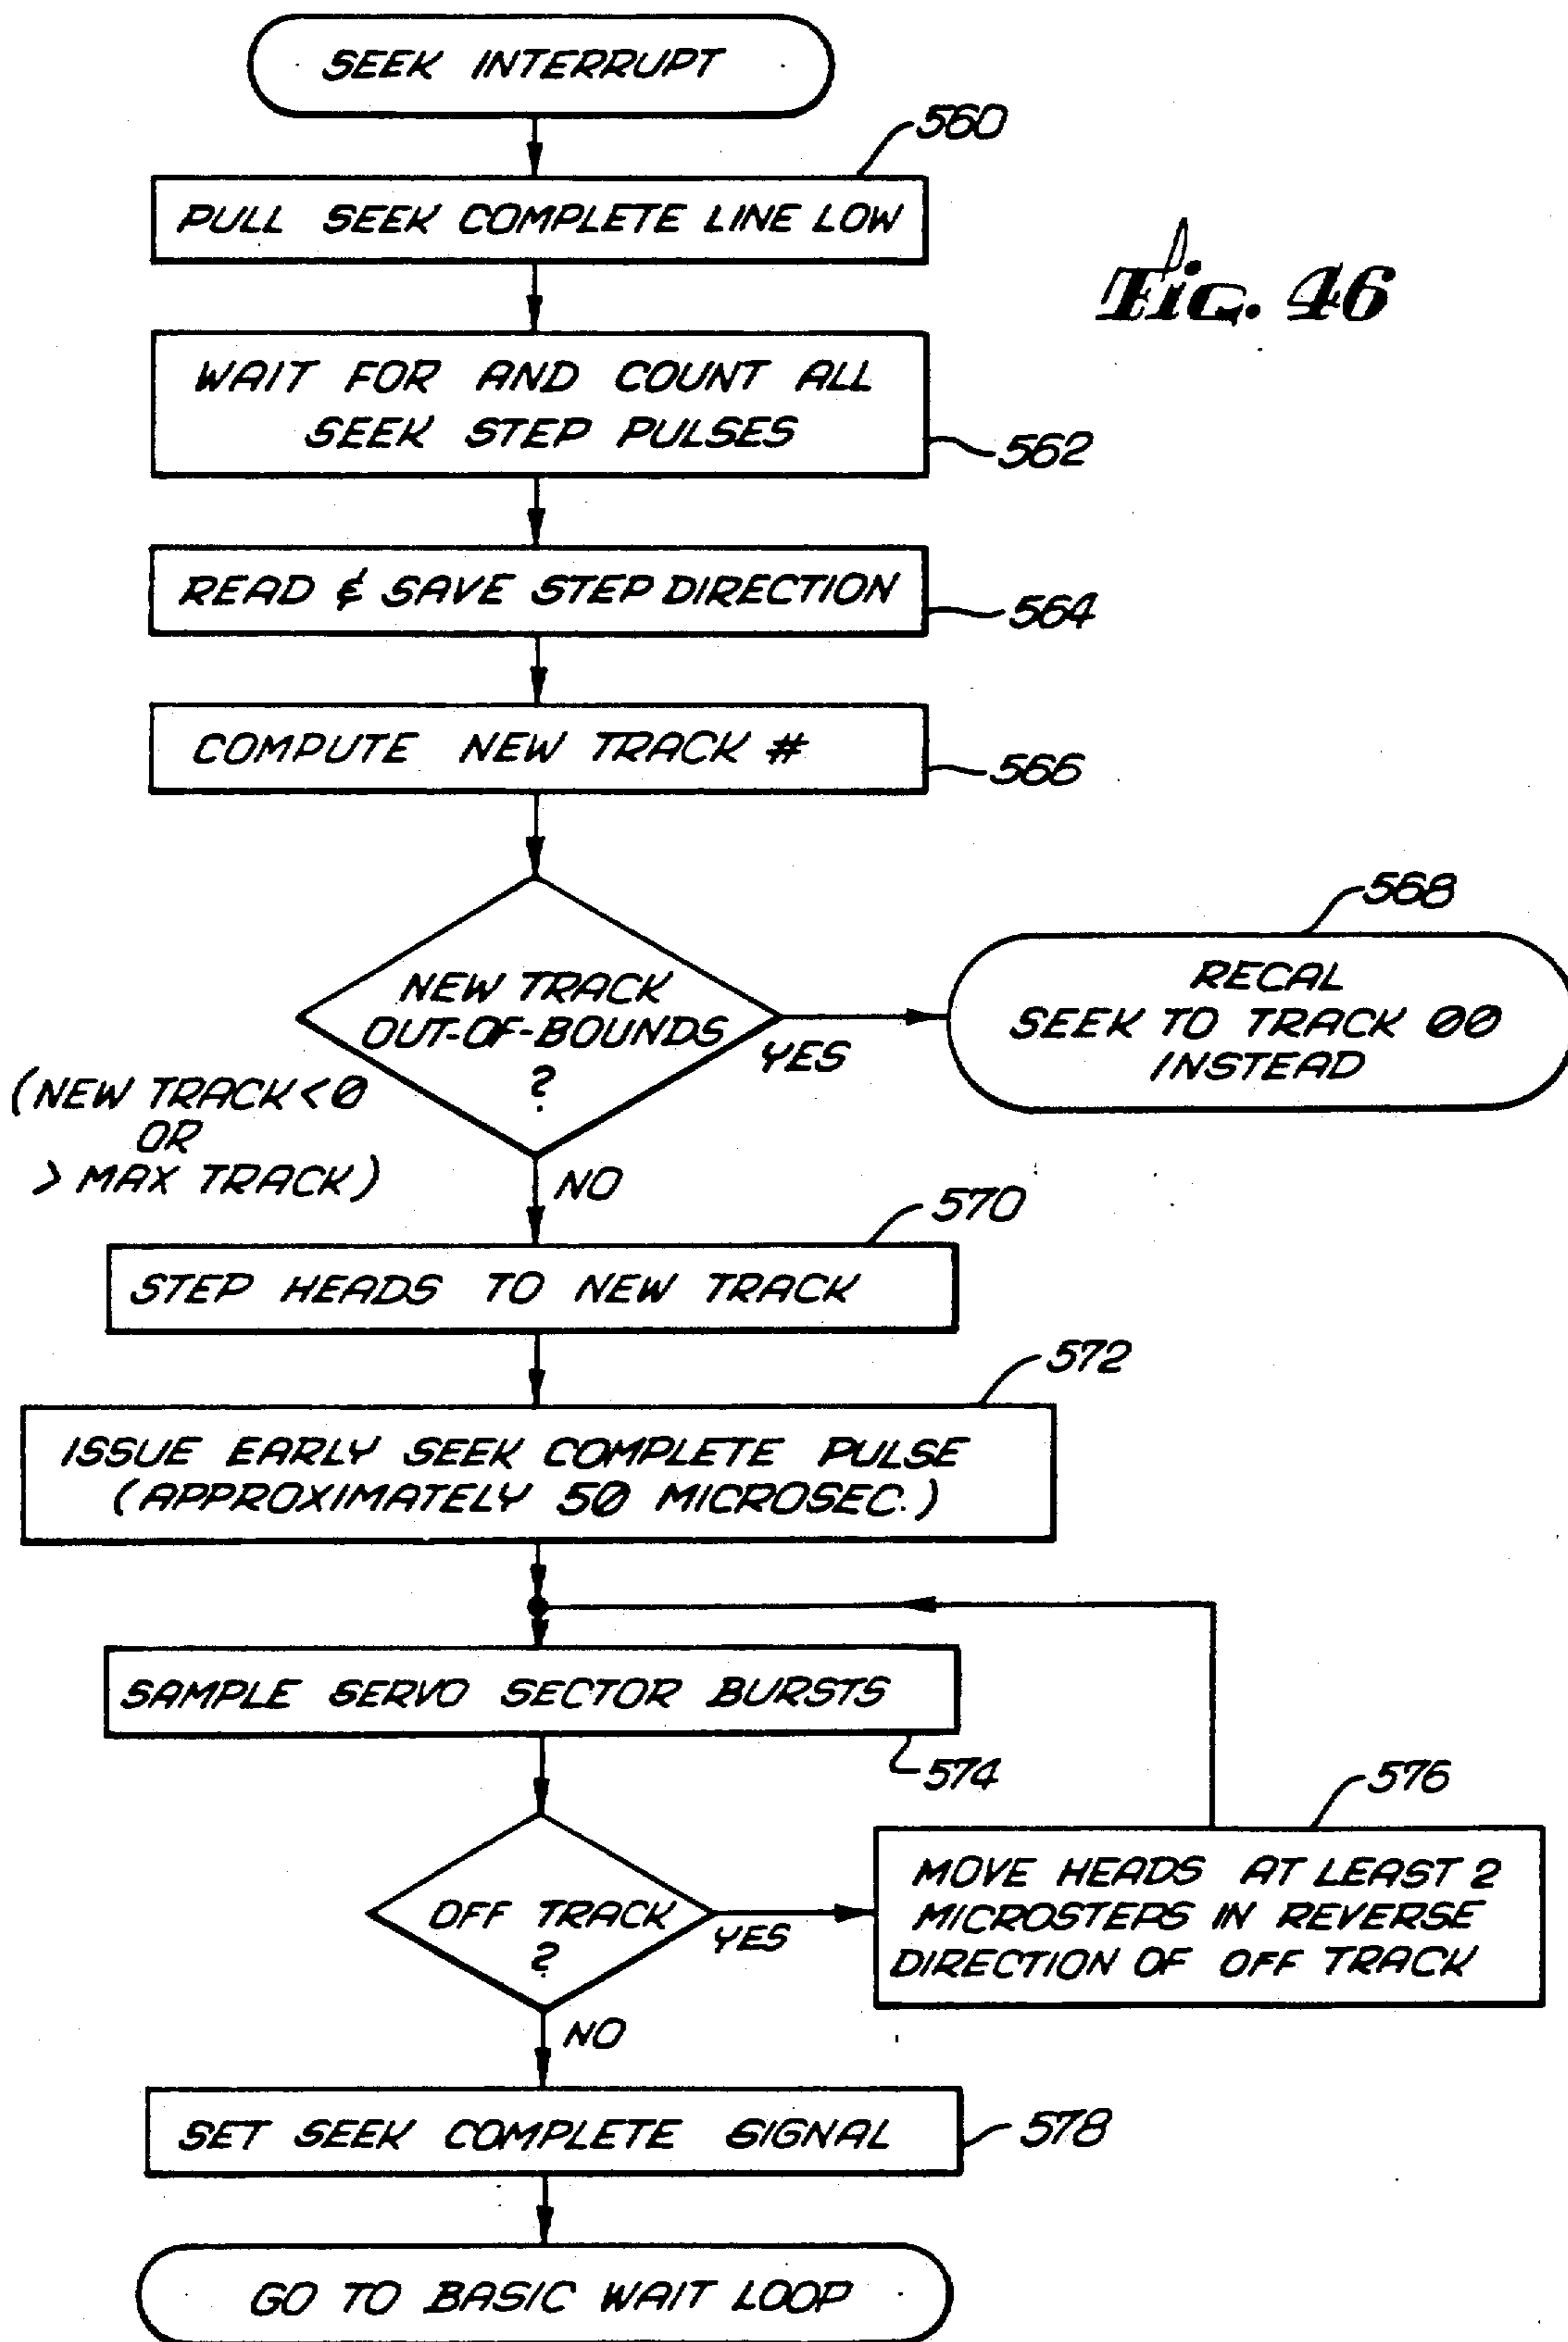 SEEK INTERRUPT
560
PULL SEEK COMPLETE LINE LOW
Fig. 46
WAIT FOR AND COUNT ALL
SEEK STEP PULSES
562
READ & SAVE STEP DIRECTION
564
COMPUTE NEW TRACK #
566
568
NEW TRACK
OUT-OF-BOUNDS
?
YES
RECAL
SEEK TO TRACK 00
INSTEAD
(NEW TRACK<0
OR
> MAX TRACK)
NO
570
STEP HEADS TO NEW TRACK
572
ISSUE EARLY SEEK COMPLETE PULSE
(APPROXIMATELY 50 MICROSEC.)
SAMPLE SERVO SECTOR BURSTS
574
576
OFF TRACK
?
YES
MOVE HEADS AT LEAST 2
MICROSTEPS IN REVERSE
DIRECTION OF OFF TRACK
NO
SET SEEK COMPLETE SIGNAL
578
GO TO BASIC WAIT LOOP